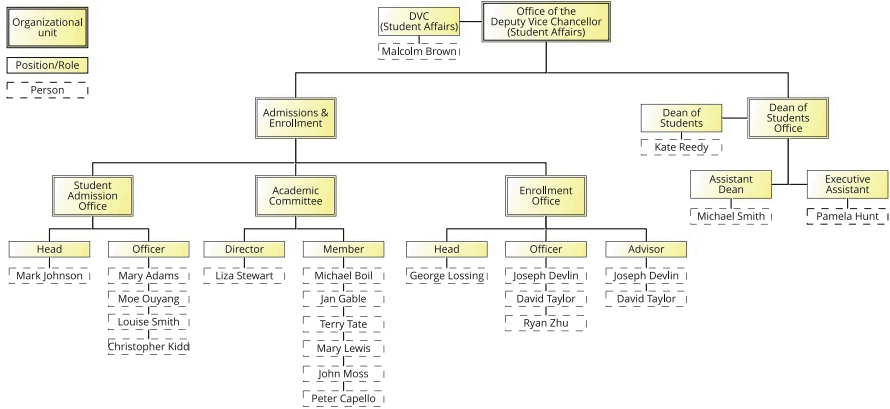 Organizational
unit
Position/Role
Person
DVC
(Student Affairs)
Malcolm Brown
Office of the
Deputy Vice Chancellor
(Student Affairs)
Admissions &
Enrollment
Dean of
Students
Kate Reedy
Dean of
Students
Office
Assistant
Dean
Michael Smith
Executive
Assistant
Pamela Hunt
Student
Admission
Office
Academic
Committee
Enrollment
Office
Head
Mark Johnson
Officer
Mary Adams
Moe Ouyang
Louise Smith
Christopher Kidd
Director
Liza Stewart
Member
Michael Boil
Jan Gable
Terry Tate
Mary Lewis
John Moss
Peter Capello
Head
George Lossing
Officer
Joseph Devlin
David Taylor
Ryan Zhu
Advisor
Joseph Devlin
David Taylor